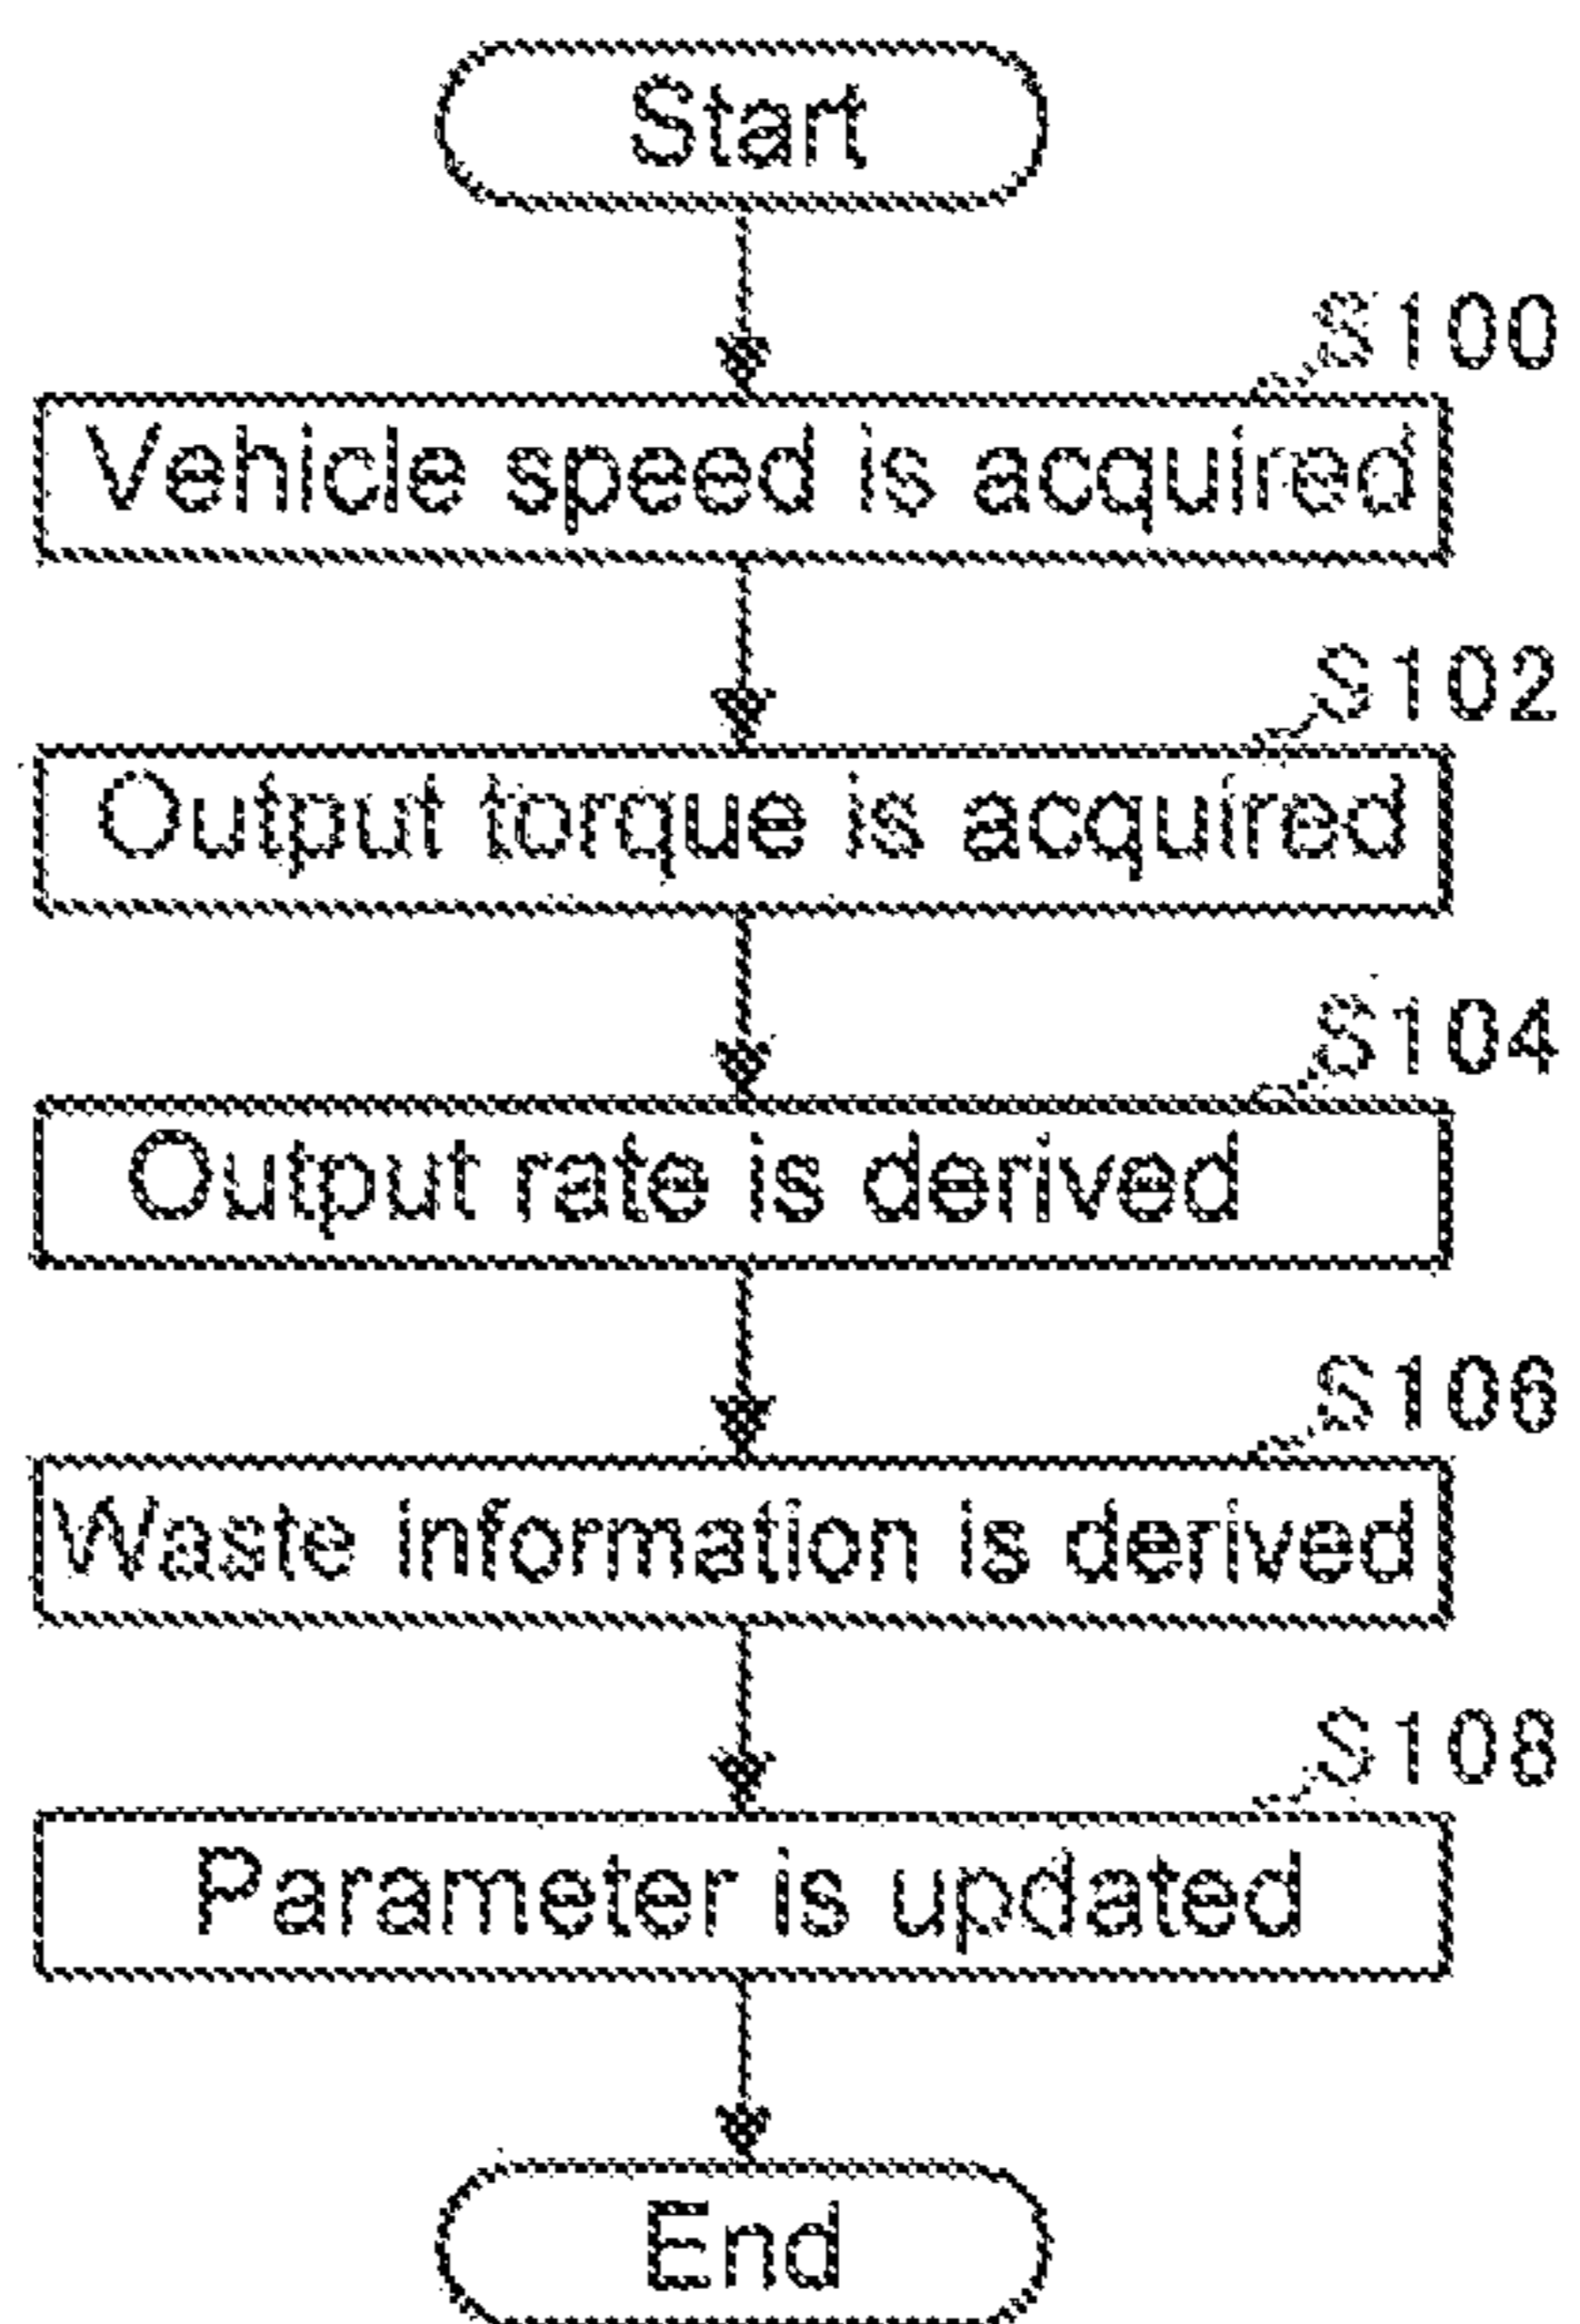 Start
S100
Vehicle speed is acquired
S102
Output torque is acquired
S104
Output rate is derived
S106
Waste information is derived
S108
Parameter is updated
End